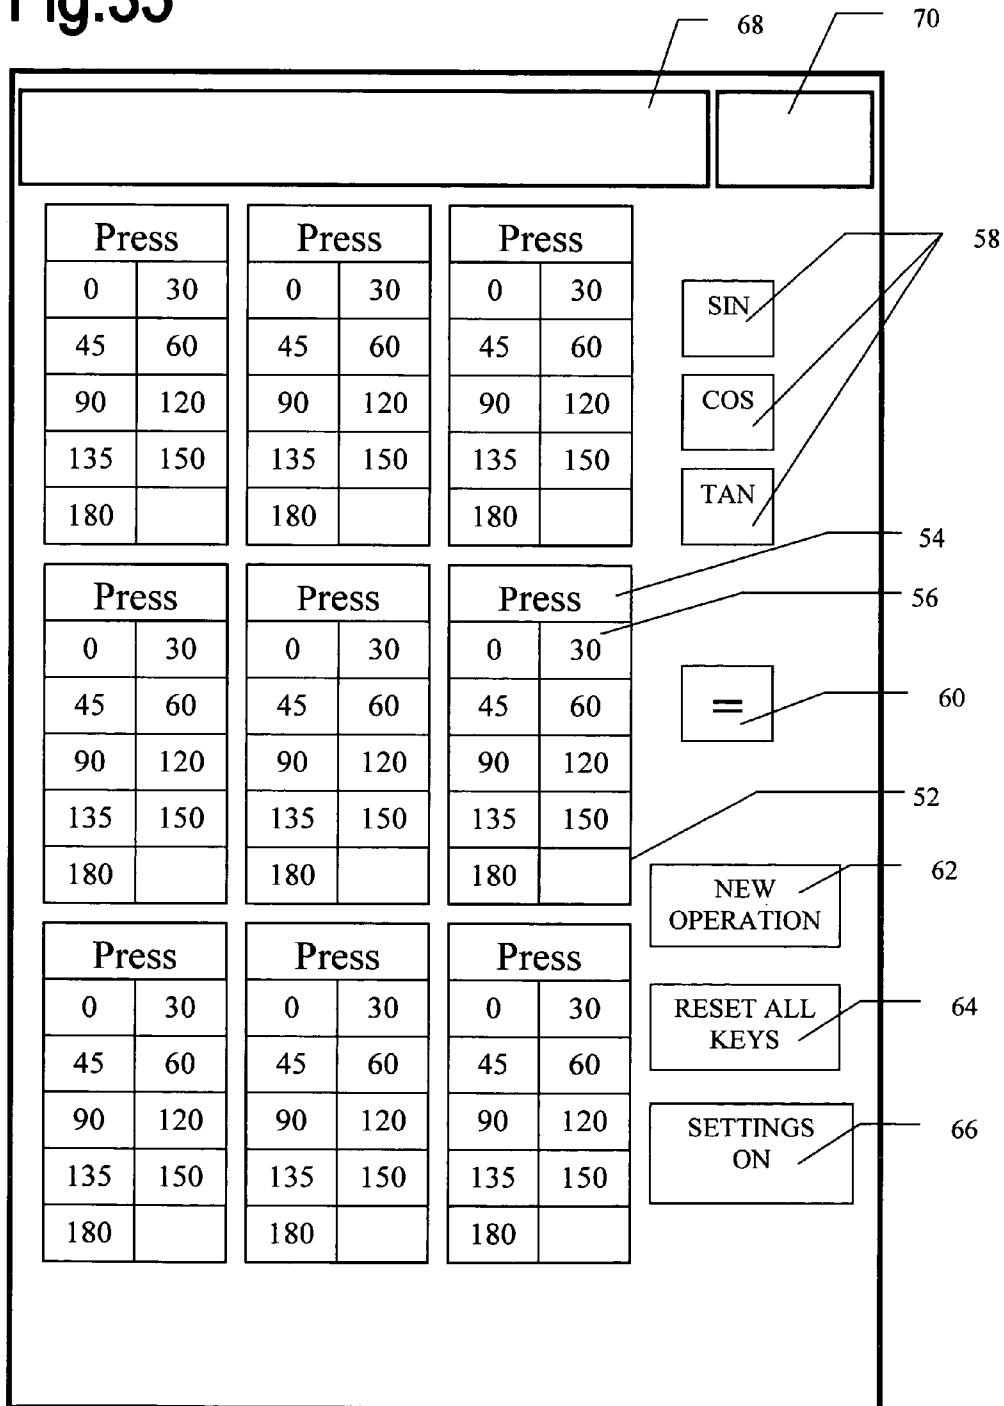 Fig.
68 70
Press Press Press
58
0 30 0 30 0 30
SIN
45 60 45 60 45 60
90 120 90 120 90 120
COS
135 150 135 150 135 150
TAN
180 180 180
54
Press Press Press
56
0 30 0 30 0 30
45 60 45 60 45 60
= 60
90 120 90 120 90 120
135 150 135 150 135 150
52
180 180 180
62
NEW
OPERATION
Press Press Press
0 30 0 30 0 30
RESET ALL 64
KEYS
45 60 45 60 45 60
90 120 90 120 90 120
SETTINGS 66
ON
135 150 135 150 135 150
180 180 180